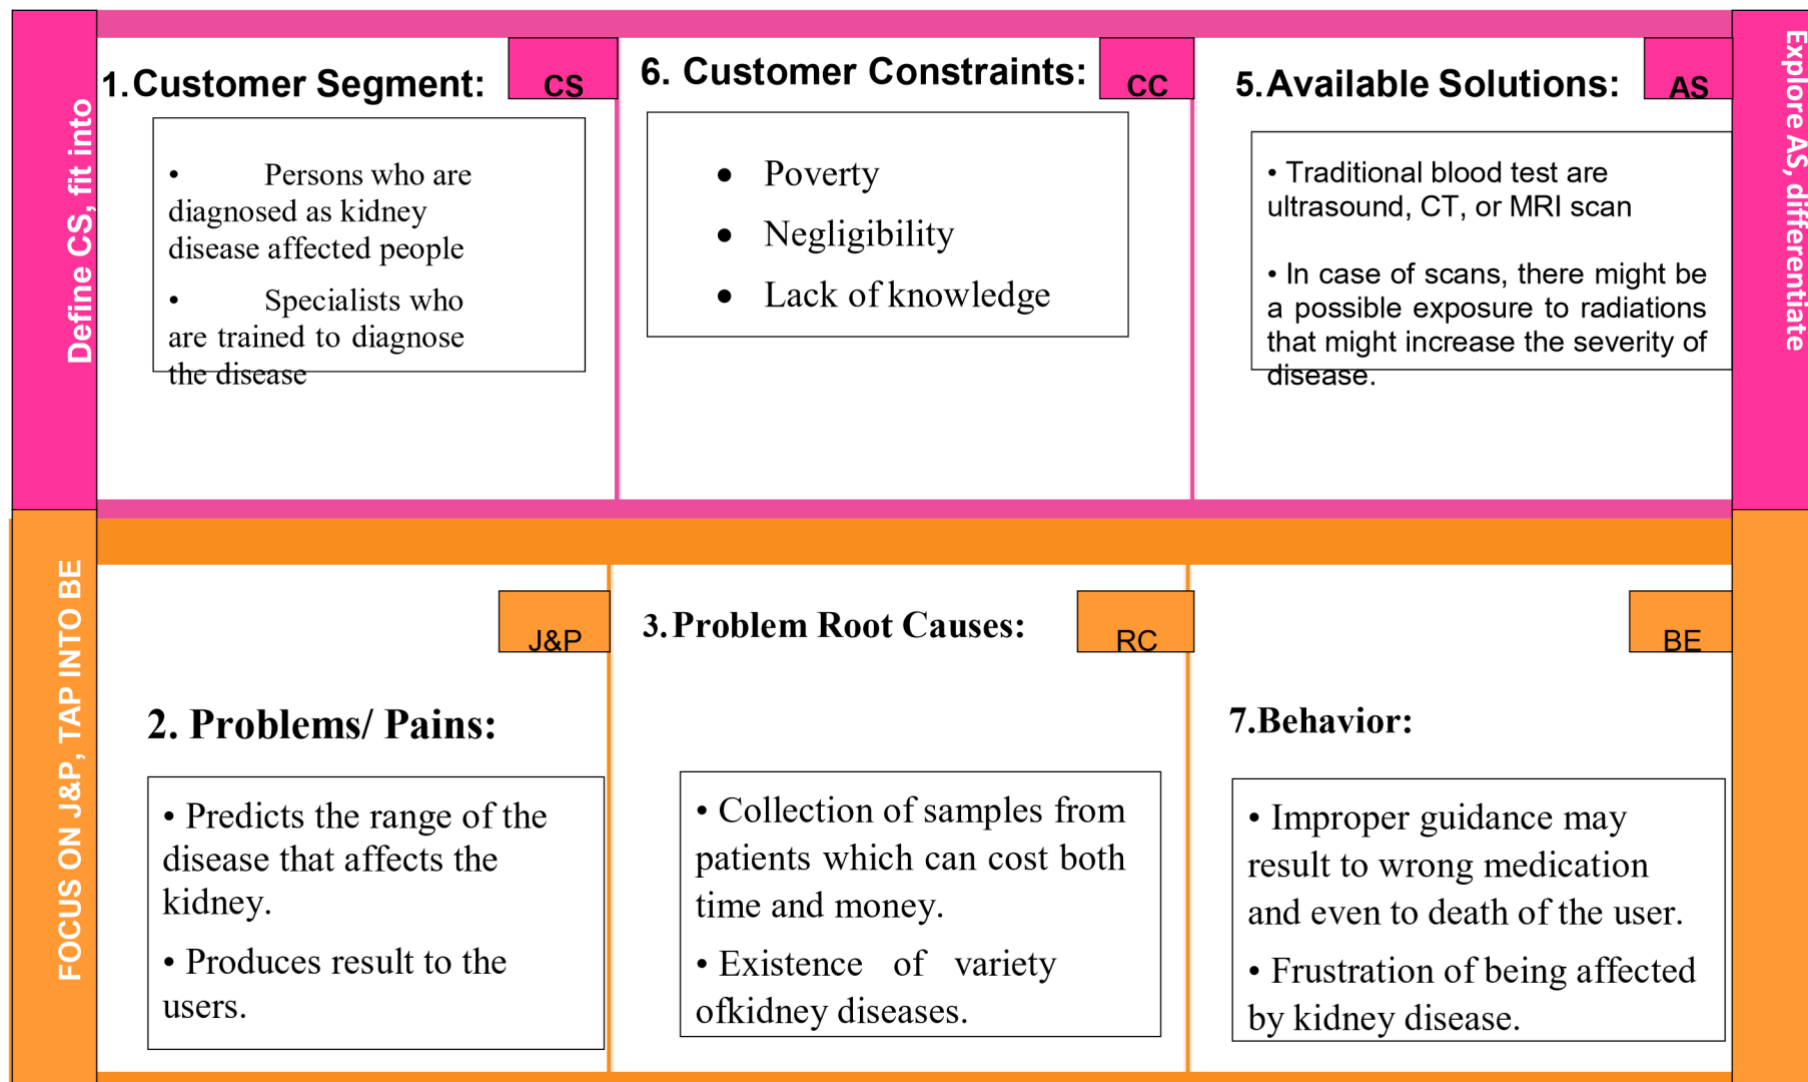 Define CS, fit into
1.Customer Segment:
CS
•	Persons who are
diagnosed as kidney
disease affected people
•	Specialists who
are trained to diagnose
the disease
6. Customer Constraints:
CC
• Poverty
• Negligibility
• Lack of knowledge
5.Available Solutions:
AS
• Traditional blood test are
ultrasound, CT, or MRI scan
• In case of scans, there might be
a possible exposure to radiations
that might increase the severity of
disease.
Explore AS, differentiate
FOCUS ON J&P, TAP INTO BE
J&P
2. Problems/ Pains:
• Predicts the range of the
disease that affects the
kidney.
• Produces result to the
users.
3.Problem Root Causes:
RC
• Collection of samples from
patients which can cost both
time and money.
• Existence of variety
ofkidney diseases.
BE
7.Behavior:
• Improper guidance may
result to wrong medication
and even to death of the user.
• Frustration of being affected
by kidney disease.